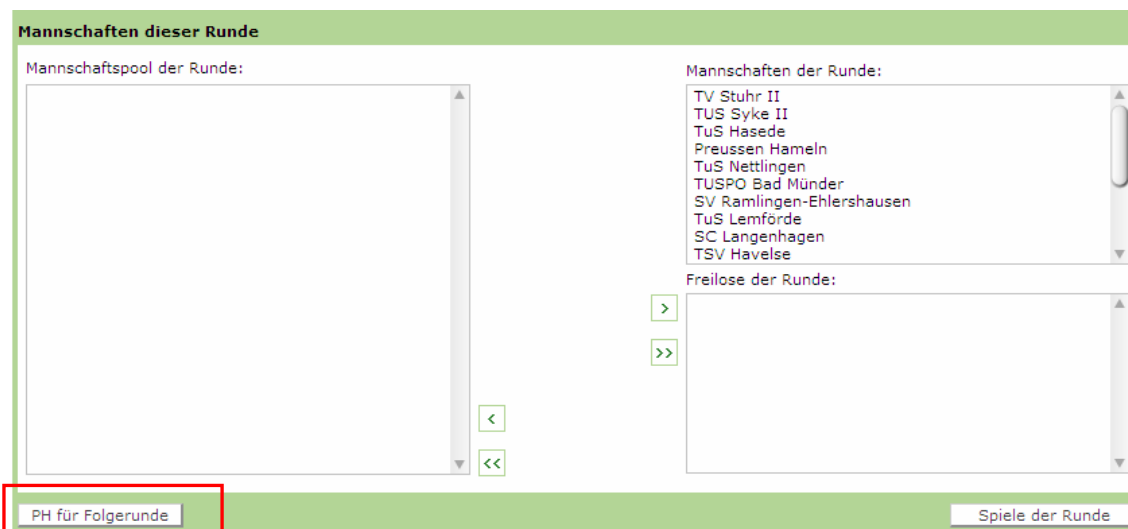 Mannschaften dieser Runde
Mannschaftspool der Runde:
Mannschaften der Runde:
TV Stuhr II
TUS Syke II
TuS Hasede
Preussen Hameln
TuS Nettlingen
TUSPO Bad Münder
SV Ramlingen-Ehlershausen
TuS Lemförde
SC Langenhagen
TSV Havelse
Freilose der Runde:
>
>>
<
<<
PH für Folgerunde
Spiele der Runde